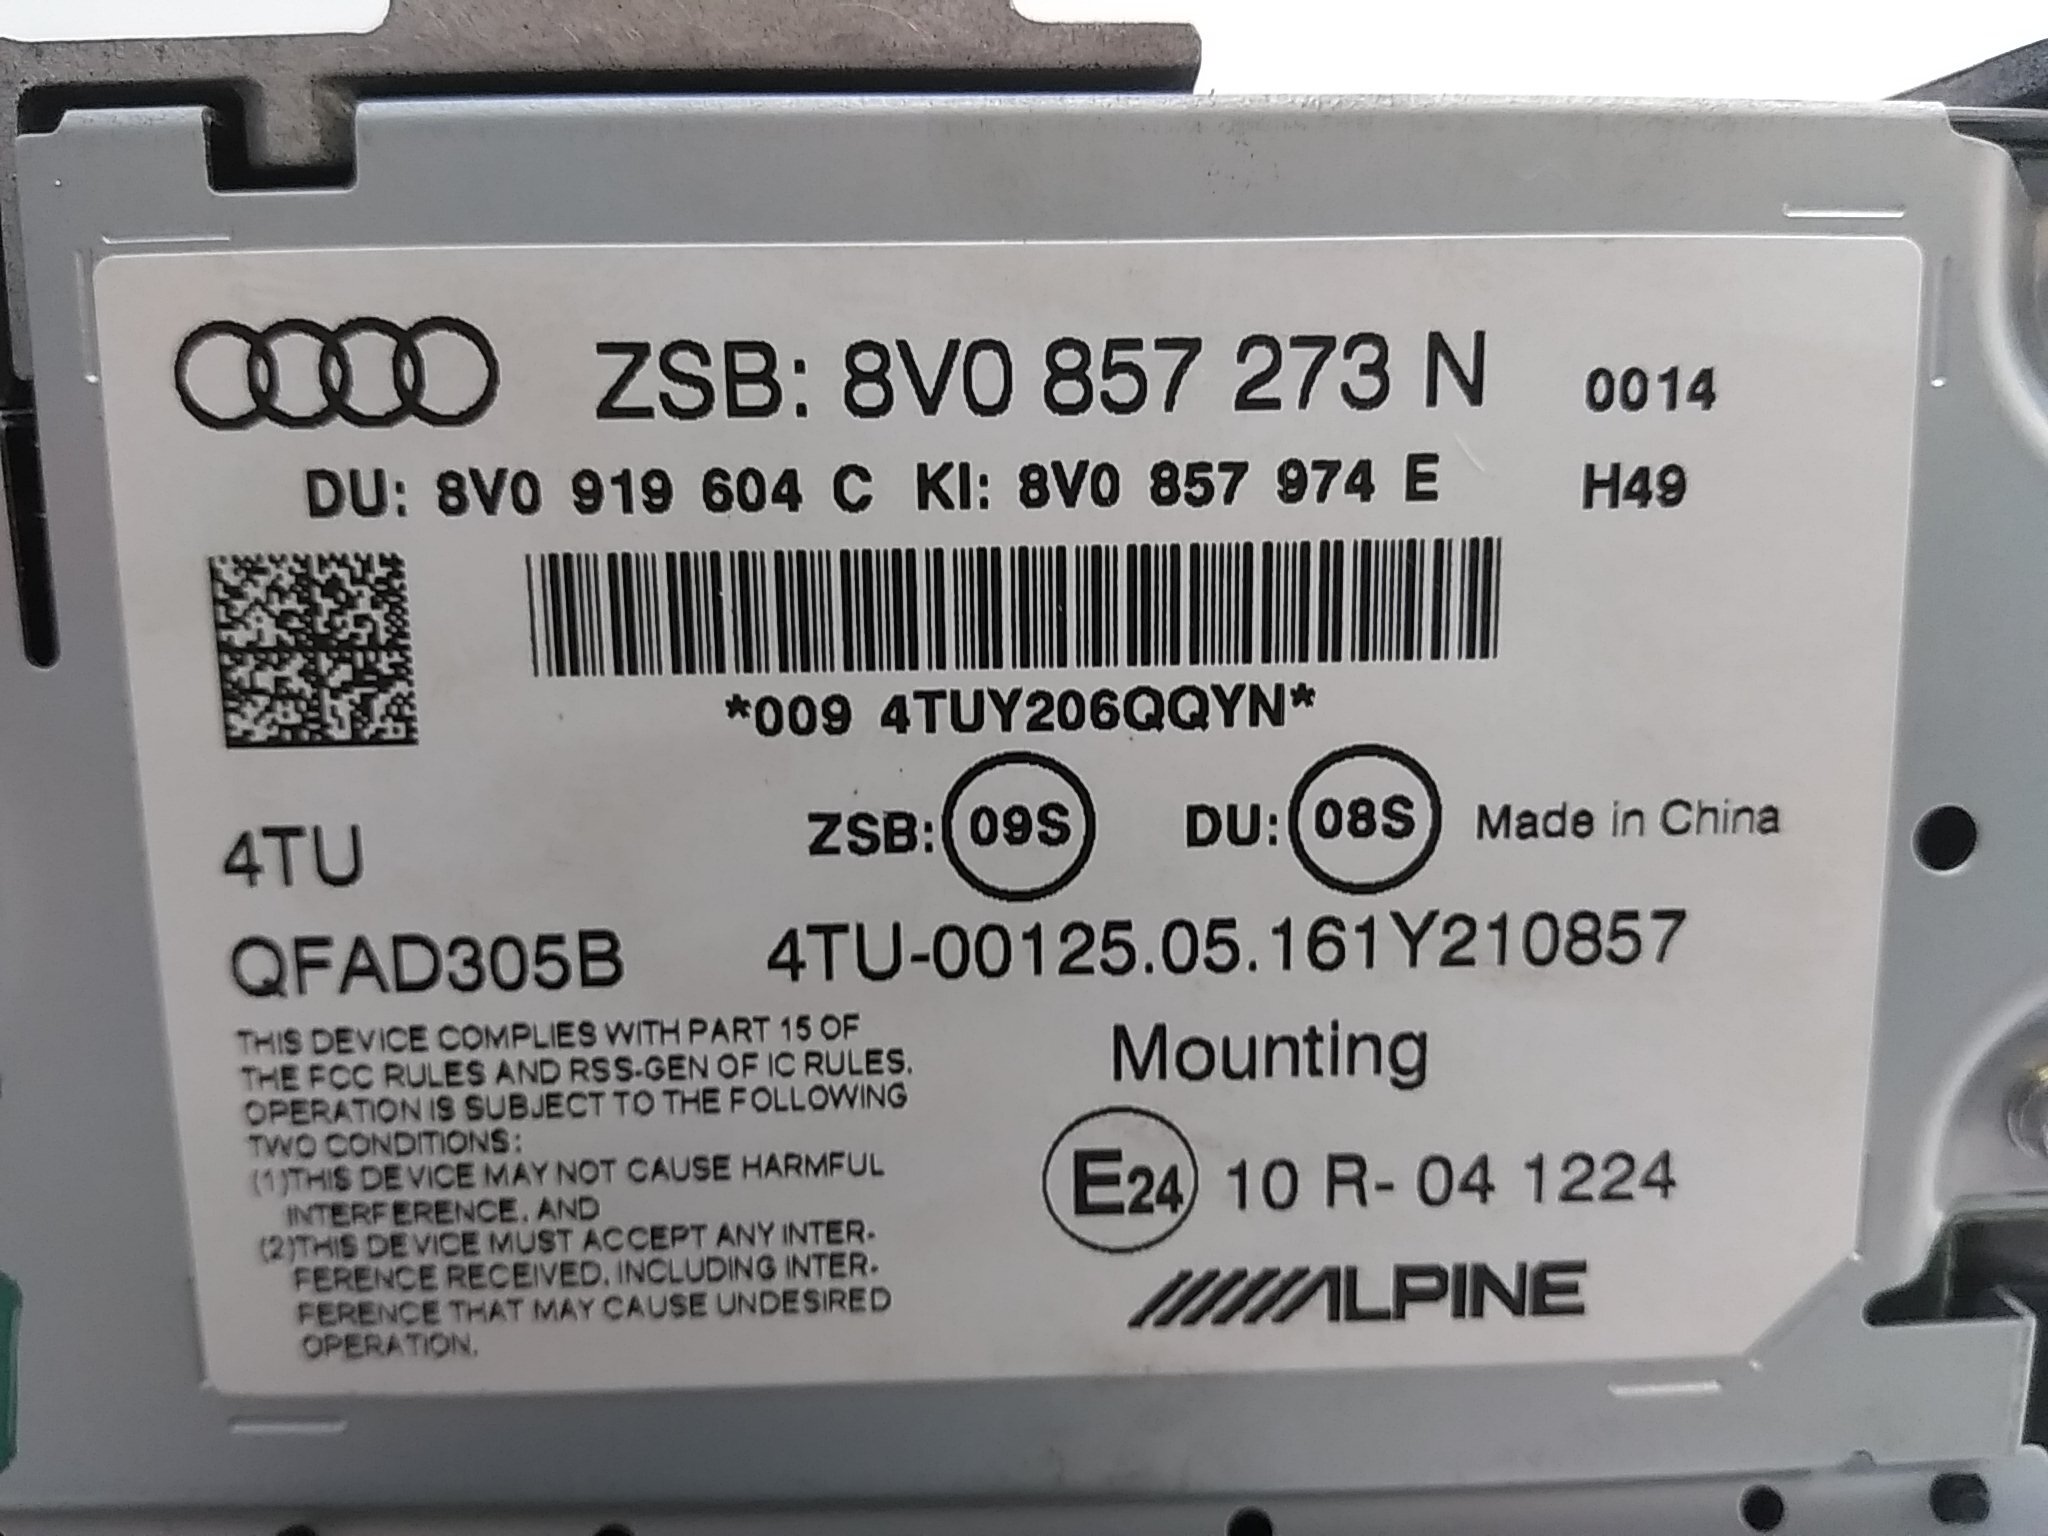 ZSB: 8V0 857 273 N 0014
DU: 8V0 919 604 C KI: 8V0 857 974 E H49
*009 4TUY206QQYN*
4TU ZSB: 09S DU: 08S Made in China
QFAD305B 4TU-00125.05.161Y210857
THIS DEVICE COMPLIES WITH PART 15 OF
THE FCC RULES AND RSS-GEN OF IC RULES.
OPERATION IS SUBJECT TO THE FOLLOWING
TWO CONDITIONS:
(1)THIS DEVICE MAY NOT CAUSE HARMFUL
INTERFERENCE, AND
(2)THIS DEVICE MUST ACCEPT ANY INTER-
FERENCE RECEIVED, INCLUDING INTER-
FERENCE THAT MAY CAUSE UNDESIRED
OPERATION.
Mounting
E24 10 R- 04 1224
ALPINE